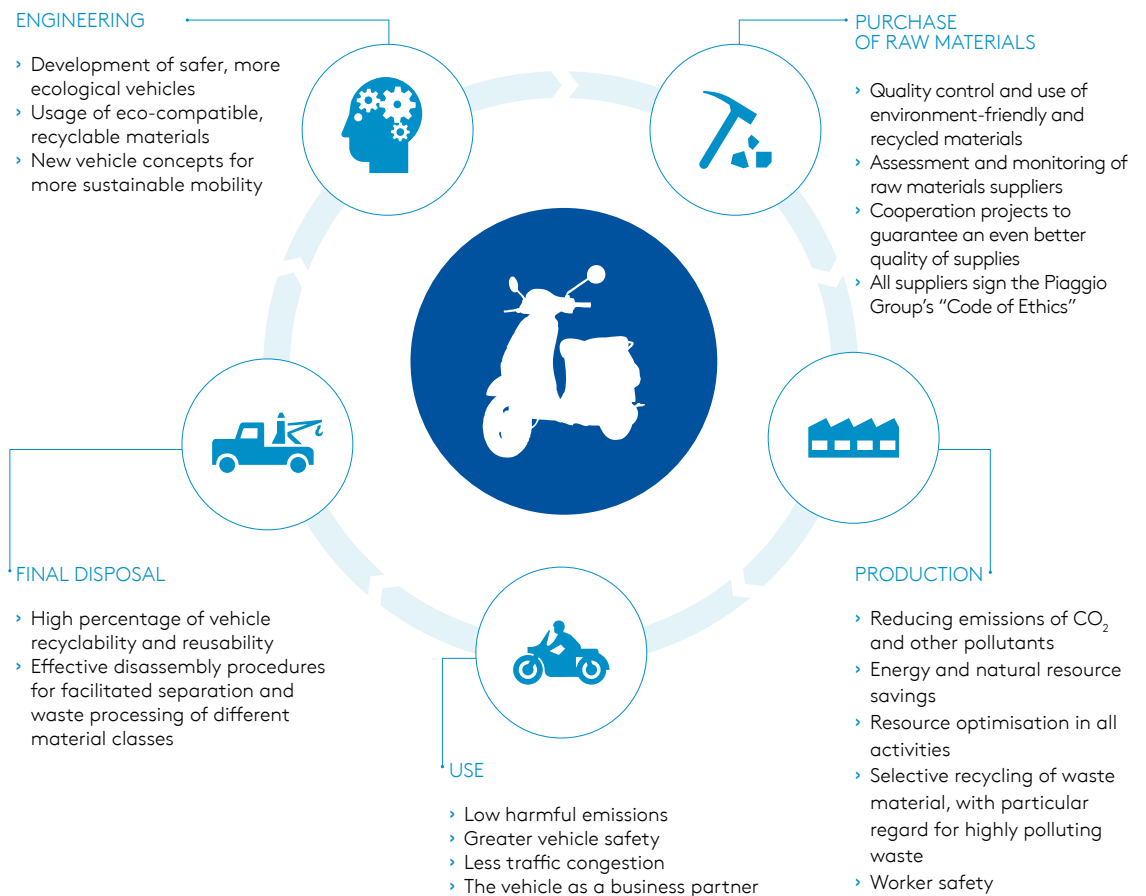 ENGINEERING
› Development of safer, more
ecological vehicles
› Usage of eco-compatible,
recyclable materials
› New vehicle concepts for
more sustainable mobility
PURCHASE
OF RAW MATERIALS
› Quality control and use of
environment-friendly and
recycled materials
› Assessment and monitoring of
raw materials suppliers
› Cooperation projects to
guarantee an even better
quality of supplies
› All suppliers sign the Piaggio
Group’s “Code of Ethics”
FINAL DISPOSAL
› High percentage of vehicle
recyclability and reusability
› Effective disassembly procedures
for facilitated separation and
waste processing of different
material classes
USE
› Low harmful emissions
› Greater vehicle safety
› Less traffic congestion
› The vehicle as a business partner
PRODUCTION
› Reducing emissions of CO₂
and other pollutants
› Energy and natural resource
savings
› Resource optimisation in all
activities
› Selective recycling of waste
material, with particular
regard for highly polluting
waste
› Worker safety